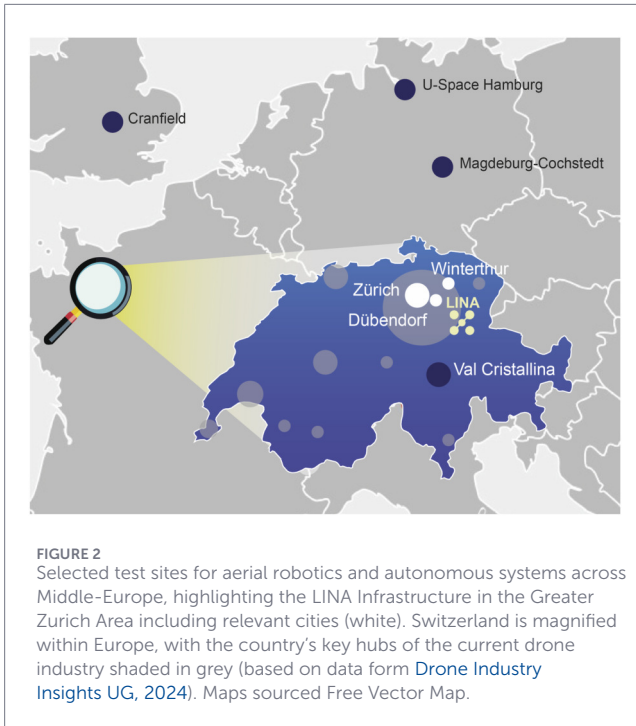 U-Space Hamburg
Cranfield
Magdeburg-Cochstedt
Winterthur
Zürich
LINA
Dübendorf
Val Cristallina
FIGURE 2
Selected test sites for aerial robotics and autonomous systems across
Middle-Europe, highlighting the LINA Infrastructure in the Greater
Zurich Area including relevant cities (white). Switzerland is magnified
within Europe, with the country's key hubs of the current drone
industry shaded in grey (based on data form Drone Industry
Insights UG, 2024). Maps sourced Free Vector Map.